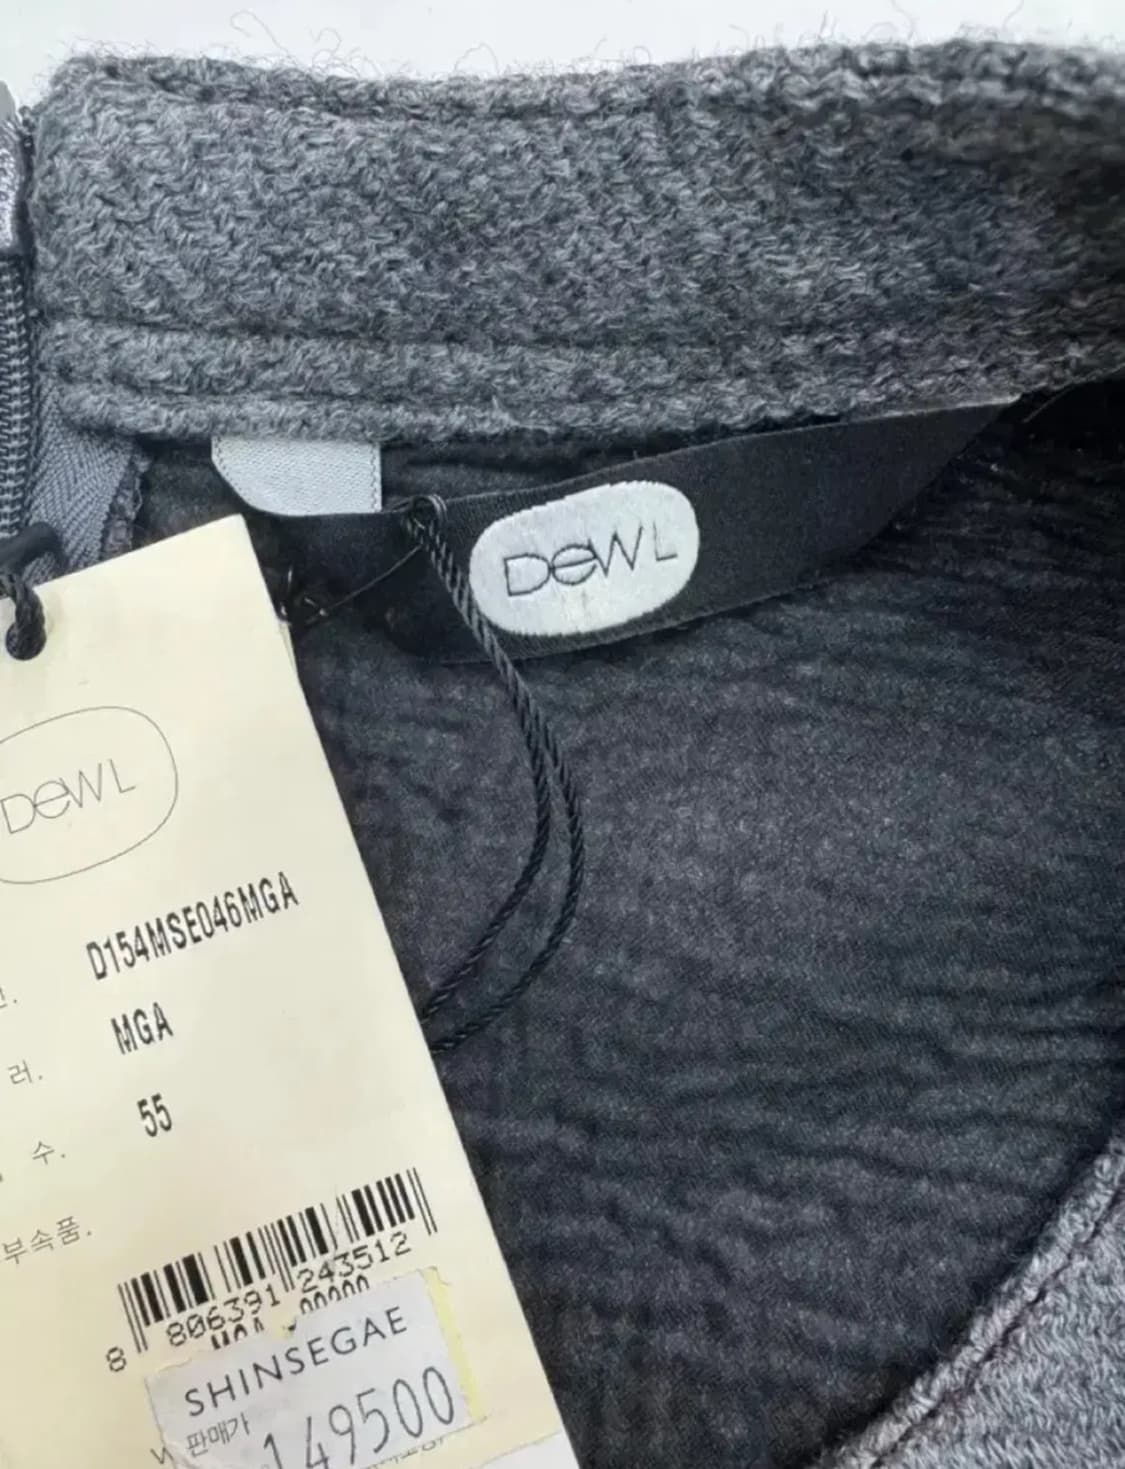 DeWL
DeWL
D154MSE046MGA
MGA
러.
55
수.
부속품.
8 806391 243512
SHINSEGAE
판매가
149500